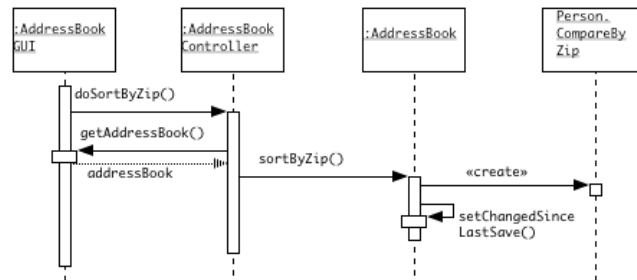 :AddressBook
GUI
:AddressBook
Controller
:AddressBook
Person.
CompareBy
Zip
doSortByZip()
getAddressBook()
addressBook
sortByZip()
«create»
setChangedSince
LastSave()